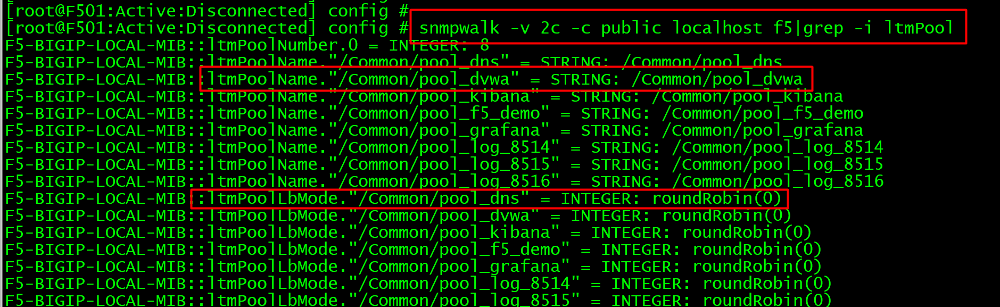 [root@F501:Active:Disconnected] config #
[root@F501:Active:Disconnected] config # snmpwalk -v 2c -c public localhost f5|grep -i ltmPool
F5-BIGIP-LOCAL-MIB::ltmPoolNumber.0 = INTEGER: 8
F5-BIGIP-LOCAL-MIB::ltmPoolName."/Common/pool_dns" = STRING: /Common/pool_dns
F5-BIGIP-LOCAL-MIB::ltmPoolName."/Common/pool_dvwa" = STRING: /Common/pool_dvwa
F5-BIGIP-LOCAL-MIB::ltmPoolName."/Common/pool_kibana" = STRING: /Common/pool_kibana
F5-BIGIP-LOCAL-MIB::ltmPoolName."/Common/pool_f5_demo" = STRING: /Common/pool_f5_demo
F5-BIGIP-LOCAL-MIB::ltmPoolName."/Common/pool_grafana" = STRING: /Common/pool_grafana
F5-BIGIP-LOCAL-MIB::ltmPoolName."/Common/pool_log_8514" = STRING: /Common/pool_log_8514
F5-BIGIP-LOCAL-MIB::ltmPoolName."/Common/pool_log_8515" = STRING: /Common/pool_log_8515
F5-BIGIP-LOCAL-MIB::ltmPoolName."/Common/pool_log_8516" = STRING: /Common/pool_log_8516
F5-BIGIP-LOCAL-MIB::ltmPoolLbMode."/Common/pool_dns" = INTEGER: roundRobin(0)
F5-BIGIP-LOCAL-MIB::ltmPoolLbMode."/Common/pool_dvwa" = INTEGER: roundRobin(0)
F5-BIGIP-LOCAL-MIB::ltmPoolLbMode."/Common/pool_kibana" = INTEGER: roundRobin(0)
F5-BIGIP-LOCAL-MIB::ltmPoolLbMode."/Common/pool_f5_demo" = INTEGER: roundRobin(0)
F5-BIGIP-LOCAL-MIB::ltmPoolLbMode."/Common/pool_grafana" = INTEGER: roundRobin(0)
F5-BIGIP-LOCAL-MIB::ltmPoolLbMode."/Common/pool_log_8514" = INTEGER: roundRobin(0)
F5-BIGIP-LOCAL-MIB::ltmPoolLbMode."/Common/pool_log_8515" = INTEGER: roundRobin(0)